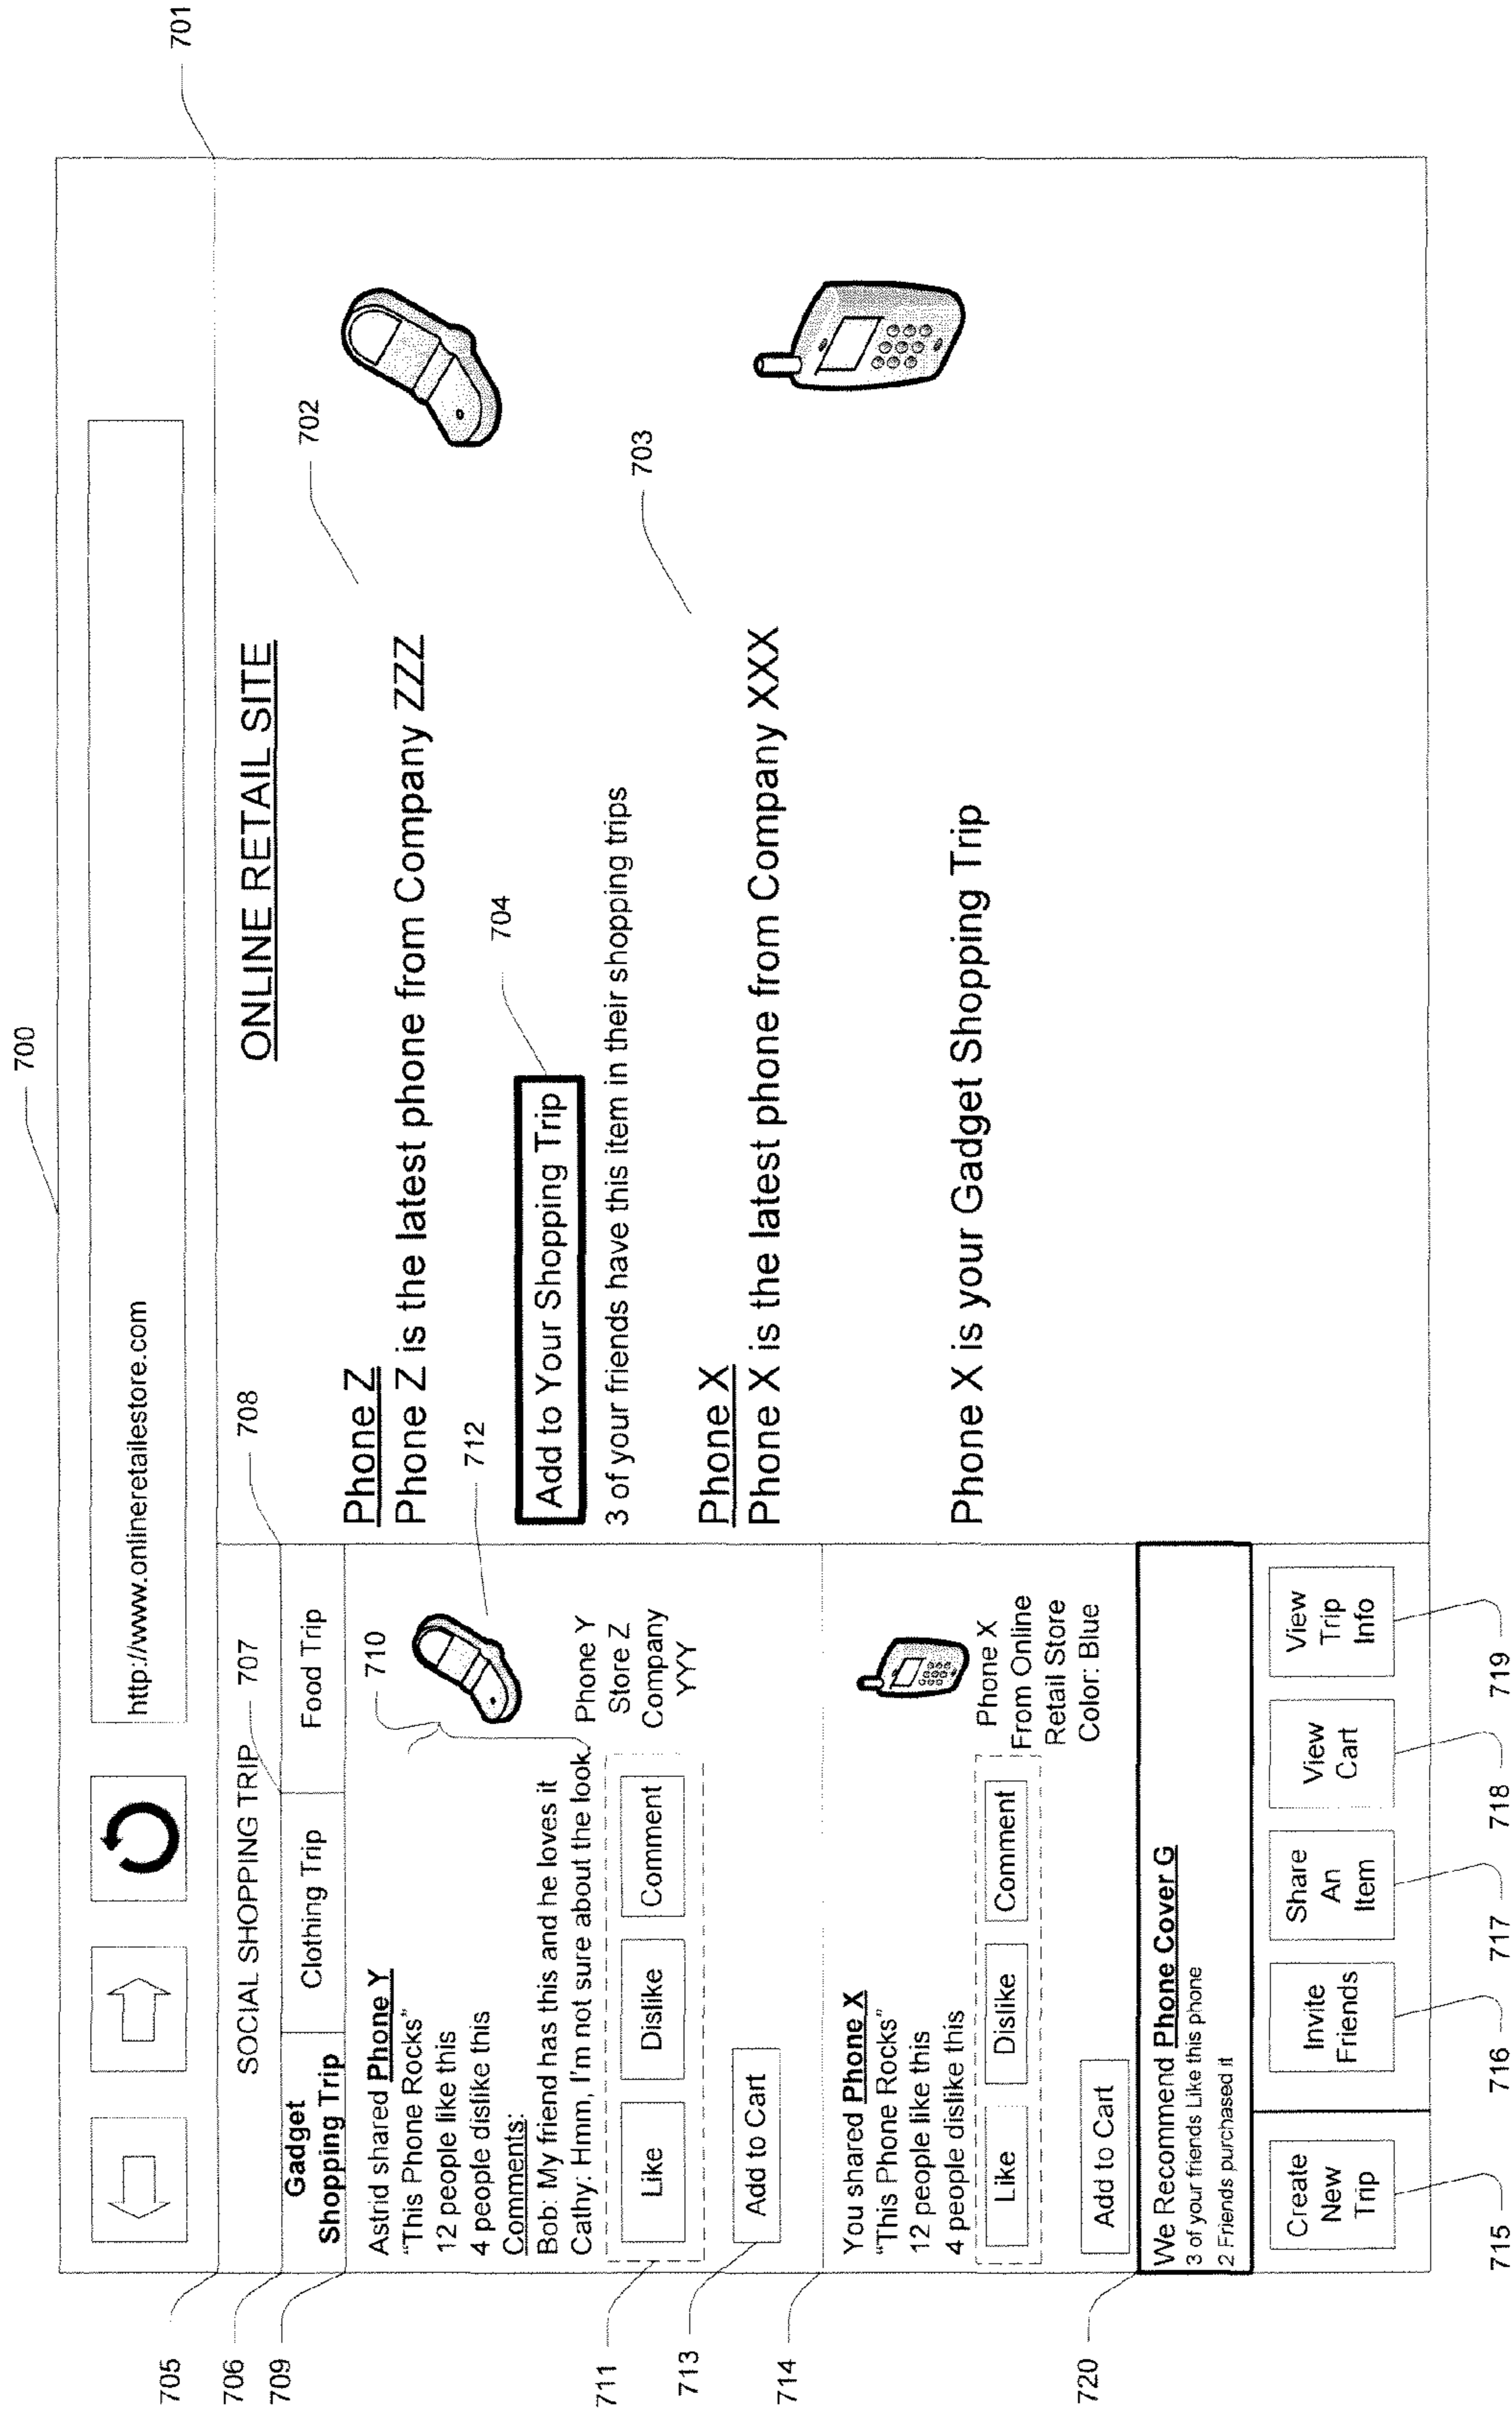 700
701
http://www.onlineretailestore.com
705
706
709
SOCIAL SHOPPING TRIP
707
708
Gadget
Shopping Trip
Clothing Trip
Food Trip
Astrid shared Phone Y
"This Phone Rocks"
12 people like this
4 people dislike this
Comments:
Bob: My friend has this and he loves it
Cathy: Hmm, I'm not sure about the look.
710
712
Phone Y
Store Z
Company
YYY
711
Like
Dislike
Comment
713
Add to Cart
714
You shared Phone X
"This Phone Rocks"
12 people like this
4 people dislike this
Like
Dislike
Comment
Phone X
From Online
Retail Store
Color: Blue
Add to Cart
720
We Recommend Phone Cover G
3 of your friends Like this phone
2 Friends purchased it
Create
New
Trip
Invite
Friends
Share
An
Item
View
Cart
View
Trip
Info
715
716
717
718
719
ONLINE RETAIL SITE
702
Phone Z
Phone Z is the latest phone from Company ZZZ
704
Add to Your Shopping Trip
3 of your friends have this item in their shopping trips
703
Phone X
Phone X is the latest phone from Company XXX
Phone X is your Gadget Shopping Trip